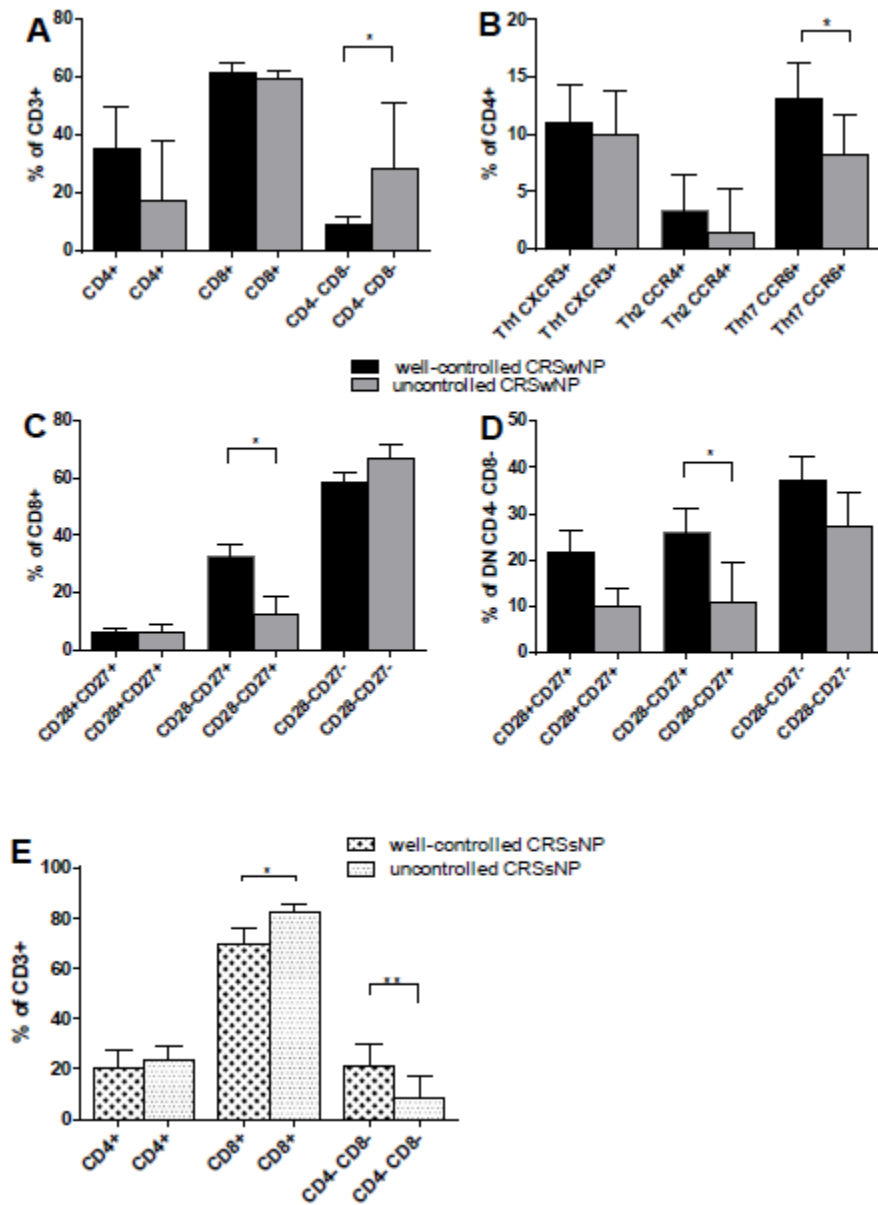 A
% of CD3+
80
60
40
20
0
*
CD4+
CD4+
CD8+
CD8+
CD4- CD8-
CD4- CD8-
B
% of CD4+
20
15
10
5
0
*
Th1 CXCR3+
Th1 CXCR3+
Th2 CCR4+
Th2 CCR4+
Th17 CCR6+
Th17 CCR6+
well-controlled CRSwNP
uncontrolled CRSwNP
C
% of CD8+
80
60
40
20
0
*
CD28+CD27+
CD28+CD27+
CD28-CD27+
CD28-CD27+
CD28-CD27-
CD28-CD27-
D
% of DN CD4- CD8-
50
40
30
20
10
0
*
CD28+CD27+
CD28+CD27+
CD28-CD27+
CD28-CD27+
CD28-CD27-
CD28-CD27-
E
well-controlled CRSsNP
uncontrolled CRSsNP
% of CD3+
100
80
60
40
20
0
*
**
CD4+
CD4+
CD8+
CD8+
CD4- CD8-
CD4- CD8-